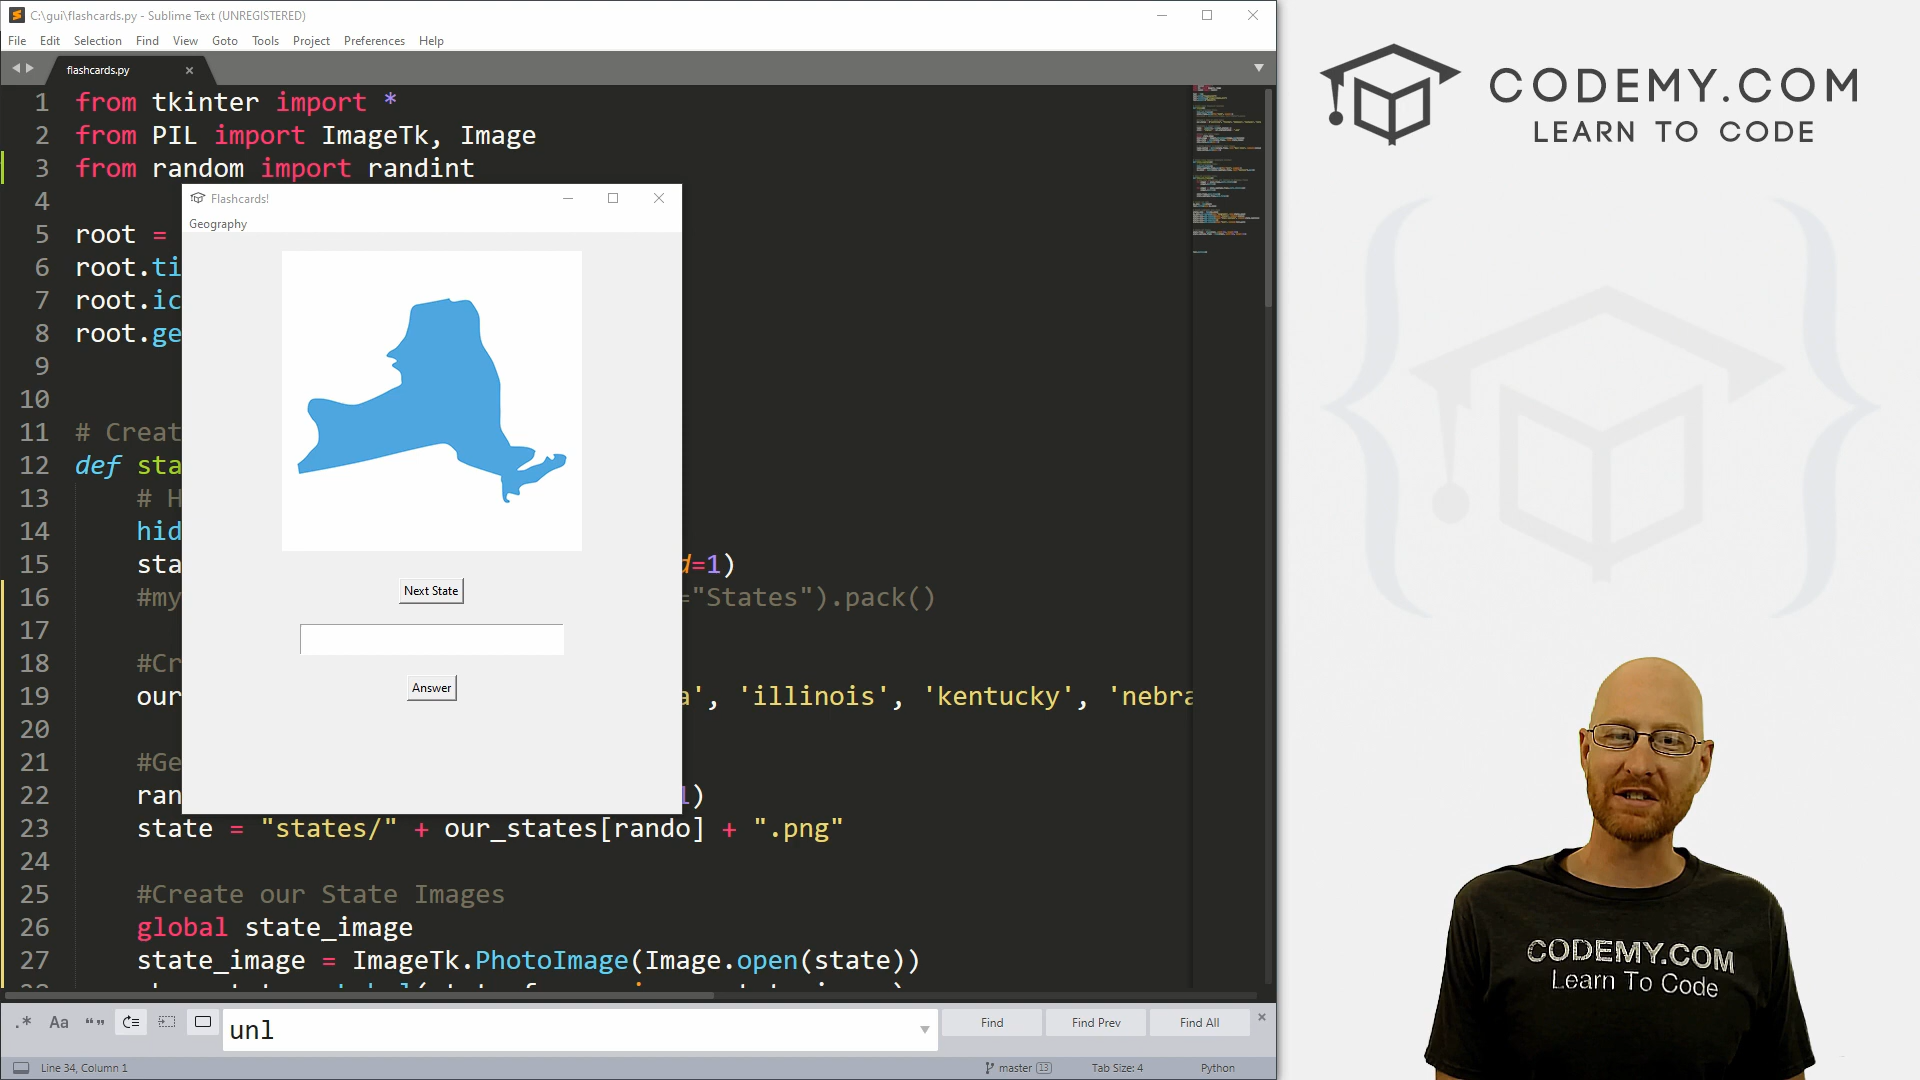 C:\gui\flashcards.py - Sublime Text (UNREGISTERED)
File Edit Selection Find View Goto Tools Project Preferences Help
flashcards.py
1 from tkinter import *
2 from PIL import ImageTk, Image
3 from random import randint
4
5 root =
6 root.ti
7 root.ic
8 root.ge
9
10
11 # Creat
12 def sta
13 # H
14 hid
15 sta d=1)
16 #my ="States").pack()
17
18 #Cr
19 our a', 'illinois', 'kentucky', 'nebra
20
21 #Ge
22 ran 1)
23 state = "states/" + our_states[rando] + ".png"
24
25 #Create our State Images
26 global state_image
27 state_image = ImageTk.PhotoImage(Image.open(state))
Flashcards!
Geography
Next State
Answer
.* Aa “”
unl
Find Find Prev Find All
Line 34, Column 1 master 13 Tab Size: 4 Python
CODEMY.COM
LEARN TO CODE
CODEMY.COM
Learn To Code